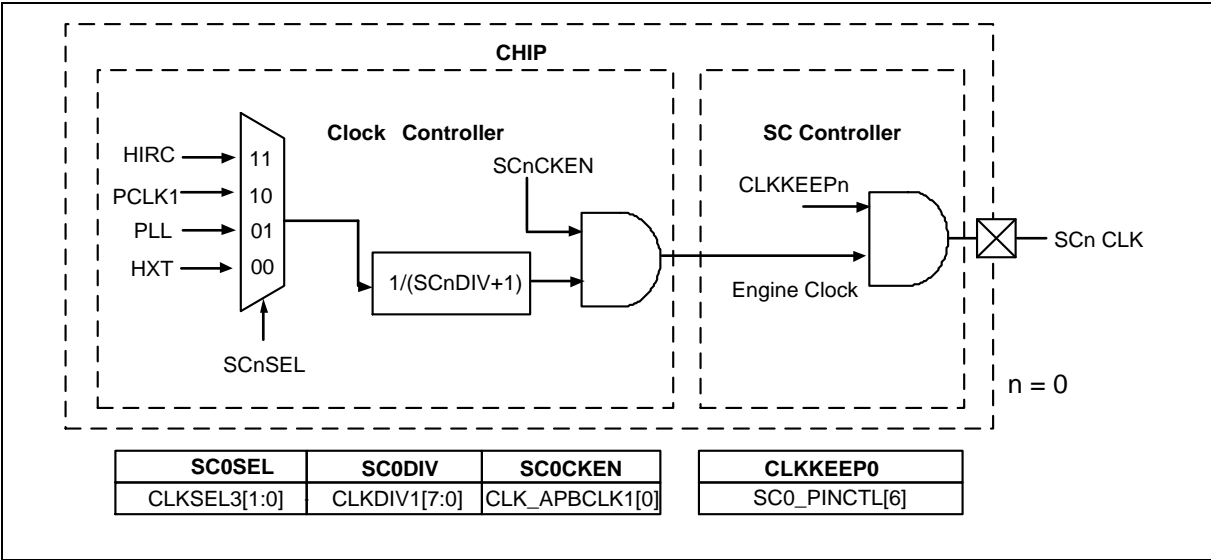 CHIP
Clock Controller
SC Controller
HIRC
11
SCnCKEN
CLKKEEPn
PCLK1
10
PLL
01
SCn CLK
HXT
00
1/(SCnDIV+1)
Engine Clock
SCnSEL
n = 0
SC0SEL SC0DIV SC0CKEN CLKKEEP0
CLKSEL3[1:0] CLKDIV1[7:0] CLK_APBCLK1[0] SC0_PINCTL[6]